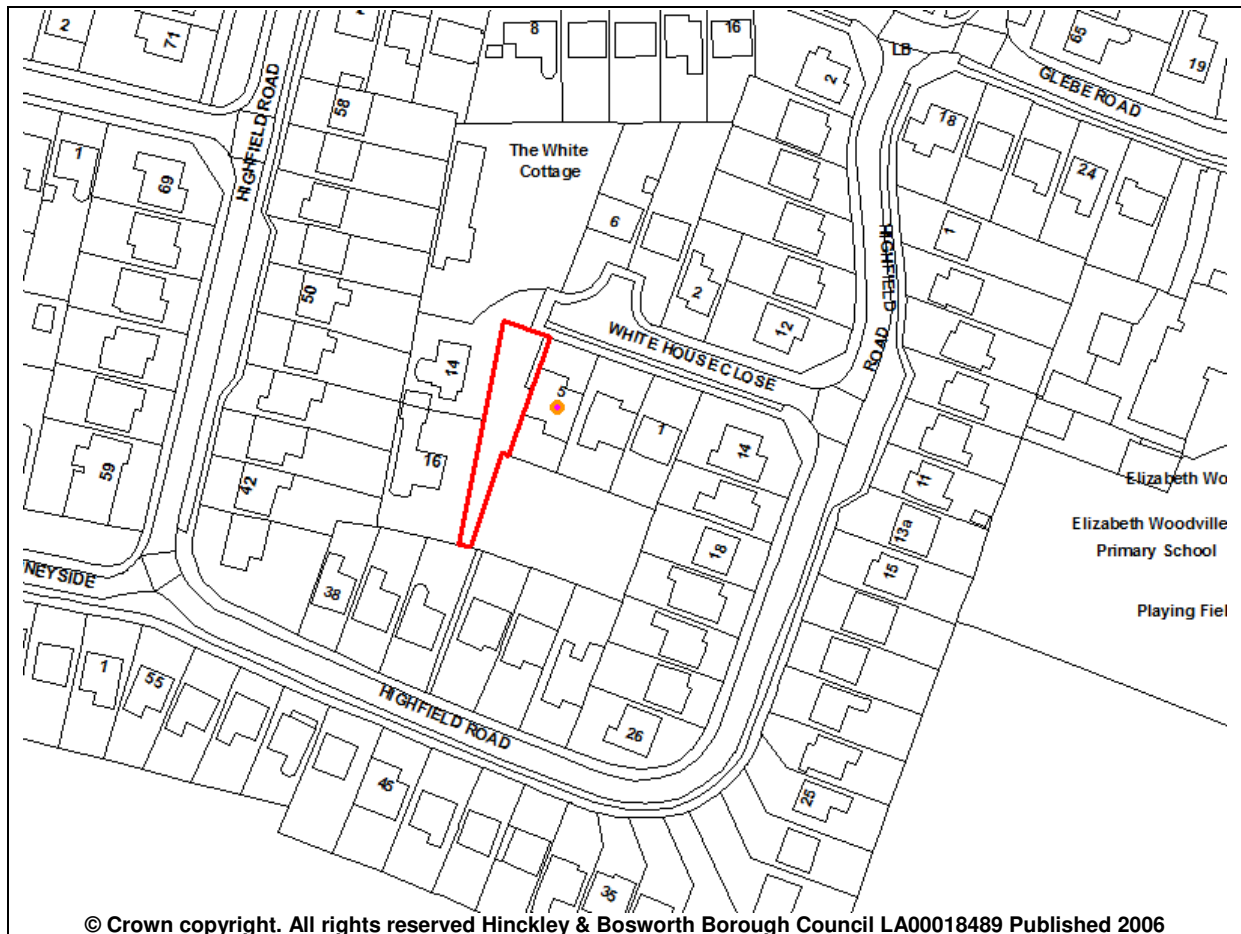 2
71
8
16
2
LB
65
19
GLEBE ROAD
HIGHFIELD ROAD
58
18
1
69
The White
Cottage
24
6
1
HIGHFIELD
ROAD
50
2
12
WHITE HOUSE CLOSE
14
5
1
14
59
42
16
11
Elizabeth Wo
13a
Elizabeth Woodville
Primary School
18
15
NEYSIDE
38
Playing Fiel
1
55
HIGHFIELD ROAD
26
45
25
35
© Crown copyright. All rights reserved Hinckley & Bosworth Borough Council LA00018489 Published 2006